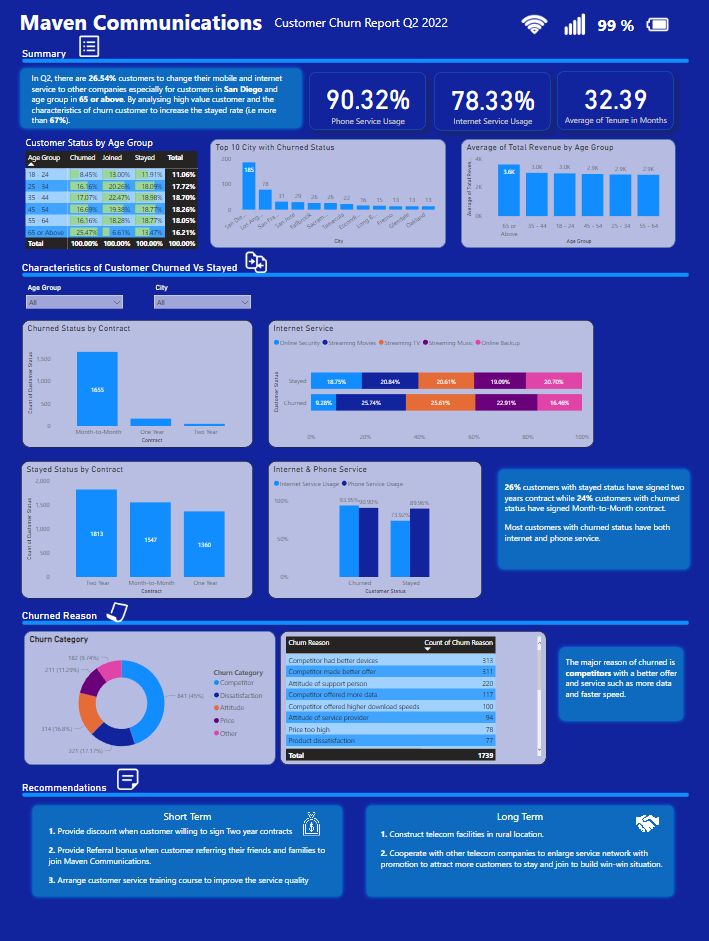 Maven Communications Customer Churn Report Q2 2022
99 %
Summary
In Q2, there are 26.54% customers to change their mobile and internet
service to other companies especially for customers in San Diego and
age group in 65 or above. By analysing high value customer and the
characteristics of churn customer to increase the stayed rate (i.e more
than 67%).
90.32%
Phone Service Usage
78.33%
Internet Service Usage
32.39
Average of Tenure in Months
Customer Status by Age Group
Age Group Churned Joined Stayed Total
18 - 24 8.45% 13.00% 11.91% 11.06%
25 - 34 16.16% 20.26% 18.09% 17.72%
35 - 44 17.07% 22.47% 18.98% 18.70%
45 - 54 16.69% 19.38% 18.77% 18.26%
55 - 64 16.16% 18.28% 18.77% 18.05%
65 or Above 25.47% 6.61% 13.47% 16.21%
Total 100.00% 100.00% 100.00% 100.00%
Top 10 City with Churned Status
200
100
0
185
78
31
29
26
26
22
16
15
13
13
13
San Die...
Los Ang...
San Fra...
San Jose
Fallbrook
Sacram...
Temecula
Escond...
Long B...
Fresno
Glendale
Oakland
City
Average of Total Revenue by Age Group
Average of Total Reven...
4K
2K
0K
3.6K
3.0K
3.0K
2.9K
2.9K
2.9K
65 or
Above
35 - 44
18 - 24
45 - 54
25 - 34
55 - 64
Age Group
Characteristics of Customer Churned Vs Stayed
Age Group
All
City
All
Churned Status by Contract
Count of Customer Status
1,500
1,000
500
0
1655
Month-to-Month
One Year
Two Year
Contract
Internet Service
Online Security Streaming Movies Streaming TV Streaming Music Online Backup
Customer Status
Stayed 18.75% 20.84% 20.61% 19.09% 20.70%
Churned 9.28% 25.74% 25.61% 22.91% 16.46%
0% 20% 40% 60% 80% 100%
Stayed Status by Contract
Count of Customer Status
2,000
1,500
1,000
500
0
1813
1547
1360
Two Year
Month-to-Month
One Year
Contract
Internet & Phone Service
Internet Service Usage Phone Service Usage
100%
50%
0%
93.95%
90.90%
73.92%
89.96%
Churned
Stayed
Customer Status
26% customers with stayed status have signed two
years contract while 24% customers with churned
status have signed Month-to-Month contract.
Most customers with churned status have both
internet and phone service.
Churned Reason
Churn Category
182 (9.74%)
211 (11.29%)
314 (16.8%)
321 (17.17%)
841 (45%)
Churn Category
Competitor
Dissatisfaction
Attitude
Price
Other
Churn Reason Count of Churn Reason
Competitor had better devices 313
Competitor made better offer 311
Attitude of support person 220
Competitor offered more data 117
Competitor offered higher download speeds 100
Attitude of service provider 94
Price too high 78
Product dissatisfaction 77
Total 1739
The major reason of churned is
competitors with a better offer
and service such as more data
and faster speed.
Recommendations
Short Term
1. Provide discount when customer willing to sign Two year contracts
2. Provide Referral bonus when customer referring their friends and families to
join Maven Communications.
3. Arrange customer service training course to improve the service quality
Long Term
1. Construct telecom facilities in rural location.
2. Cooperate with other telecom companies to enlarge service network with
promotion to attract more customers to stay and join to build win-win situation.